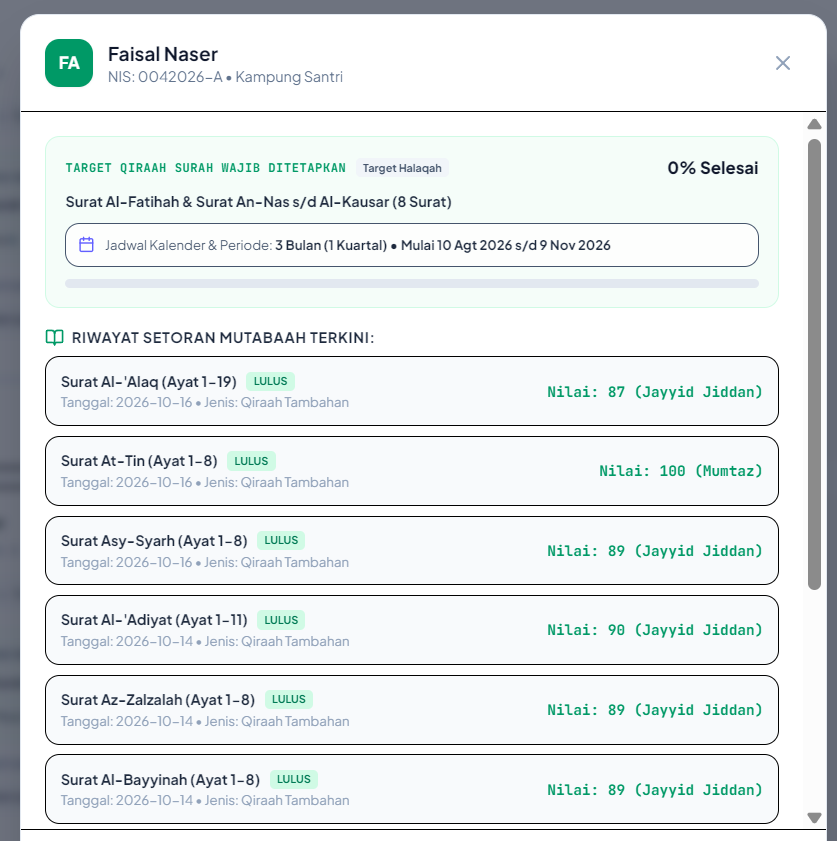 FA
Faisal Naser
NIS: 0042026-A • Kampung Santri
TARGET QIRAAH SURAH WAJIB DITETAPKAN Target Halaqah 0% Selesai
Surat Al-Fatihah & Surat An-Nas s/d Al-Kausar (8 Surat)
Jadwal Kalender & Periode: 3 Bulan (1 Kuartal) • Mulai 10 Agt 2026 s/d 9 Nov 2026
RIWAYAT SETORAN MUTABAAH TERKINI:
Surat Al-'Alaq (Ayat 1-19) LULUS
Tanggal: 2026-10-16 • Jenis: Qiraah Tambahan
Nilai: 87 (Jayyid Jiddan)
Surat At-Tin (Ayat 1-8) LULUS
Tanggal: 2026-10-16 • Jenis: Qiraah Tambahan
Nilai: 100 (Mumtaz)
Surat Asy-Syarh (Ayat 1-8) LULUS
Tanggal: 2026-10-16 • Jenis: Qiraah Tambahan
Nilai: 89 (Jayyid Jiddan)
Surat Al-'Adiyat (Ayat 1-11) LULUS
Tanggal: 2026-10-14 • Jenis: Qiraah Tambahan
Nilai: 90 (Jayyid Jiddan)
Surat Az-Zalzalah (Ayat 1-8) LULUS
Tanggal: 2026-10-14 • Jenis: Qiraah Tambahan
Nilai: 89 (Jayyid Jiddan)
Surat Al-Bayyinah (Ayat 1-8) LULUS
Tanggal: 2026-10-14 • Jenis: Qiraah Tambahan
Nilai: 89 (Jayyid Jiddan)